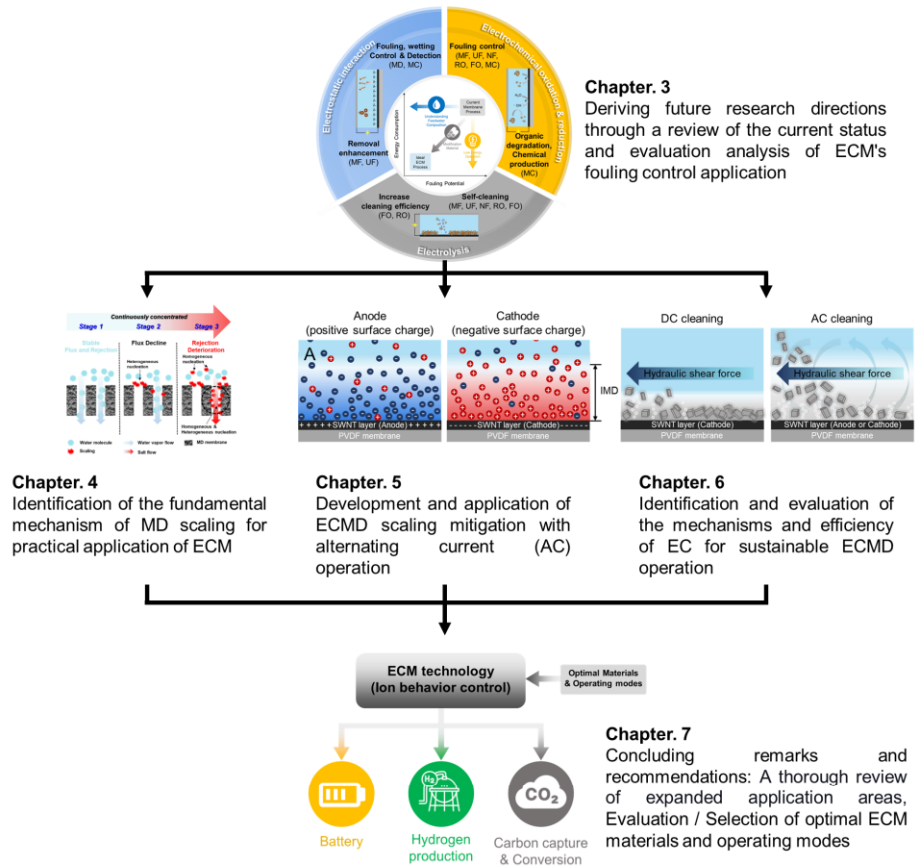 Electrostatic interaction
Fouling, wetting
Control & Detection
(MD, MC)
Removal
enhancement
(MF, UF)
Electrochemical oxidation & reduction
Fouling control
(MF, UF, NF,
RO, FO, MC)
Organic
degradation,
Chemical
production
(MC)
Energy Consumption
Current
Membrane
Process
Ideal
ECM
Process
Fouling Potential
Increase
cleaning efficiency
(FO, RO)
Self-cleaning
(MF, UF, NF, RO, FO)
Electrolysis
Chapter. 3
Deriving future research directions
through a review of the current status
and evaluation analysis of ECM's
fouling control application
Continuously concentrated
Stage 1
Stage 2
Stage 3
Stable
Flux and Rejection
Flux Decline
Rejection
Deterioration
Heterogeneous
nucleation
Homogeneous
nucleation
Homogeneous &
Heterogeneous nucleation
Water molecule
Water vapor flow
MD membrane
Scaling
Salt flow
Chapter. 4
Identification of the fundamental
mechanism of MD scaling for
practical application of ECM
Anode
(positive surface charge)
Cathode
(negative surface charge)
A
IMD
SWNT layer (Anode)
PVDF membrane
SWNT layer (Cathode)
PVDF membrane
Chapter. 5
Development and application of
ECMD scaling mitigation with
alternating current (AC)
operation
DC cleaning
AC cleaning
Hydraulic shear force
Hydraulic shear force
SWNT layer (Cathode)
PVDF membrane
SWNT layer (Anode or Cathode)
PVDF membrane
Chapter. 6
Identification and evaluation of
the mechanisms and efficiency
of EC for sustainable ECMD
operation
ECM technology
(Ion behavior control)
Optimal Materials
& Operating modes
Battery
H₂
Hydrogen
production
CO₂
Carbon capture
& Conversion
Chapter. 7
Concluding remarks and
recommendations: A thorough review
of expanded application areas,
Evaluation / Selection of optimal ECM
materials and operating modes